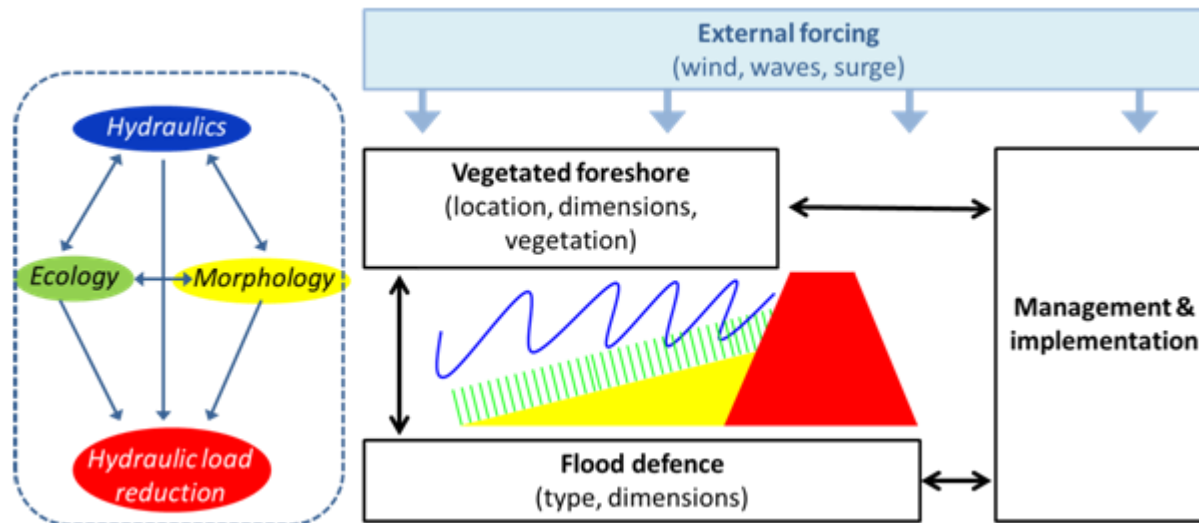 External forcing
(wind, waves, surge)
Hydraulics
Ecology
Morphology
Hydraulic load
reduction
Vegetated foreshore
(location, dimensions,
vegetation)
Management &
implementation
Flood defence
(type, dimensions)